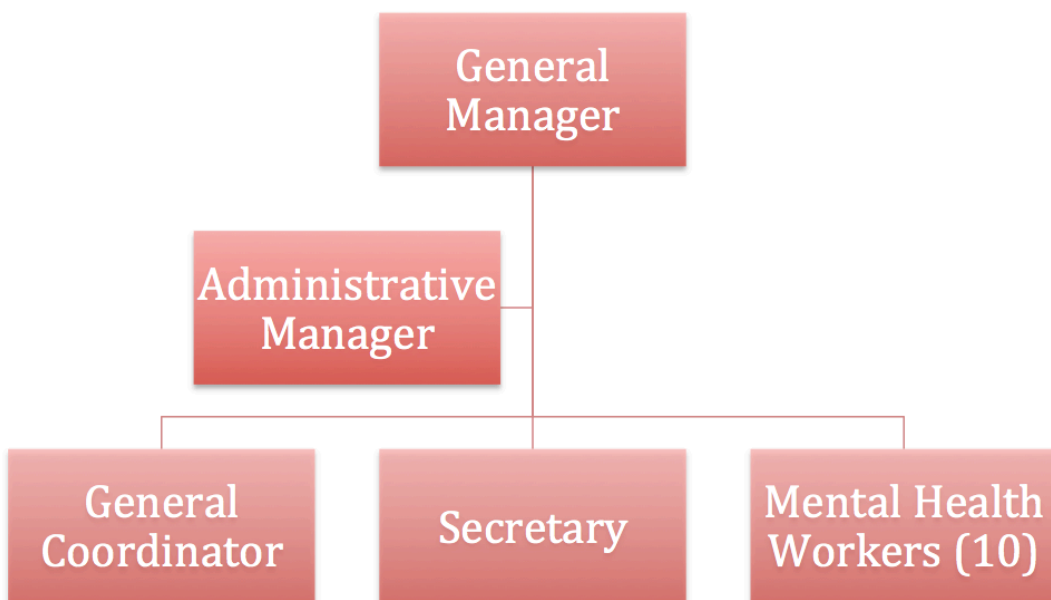 General
Manager
Administrative
Manager
General
Coordinator
Secretary
Mental Health
Workers (10)